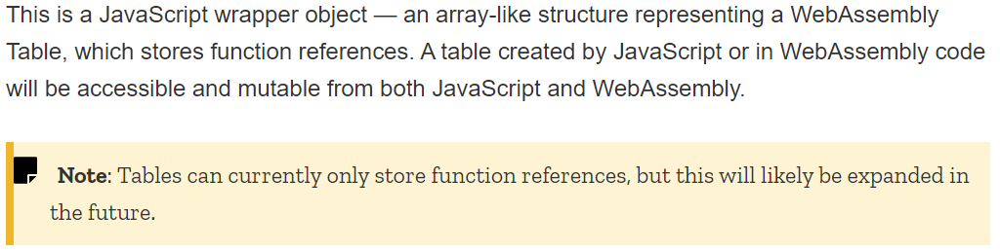 This is a JavaScript wrapper object — an array-like structure representing a WebAssembly
Table, which stores function references. A table created by JavaScript or in WebAssembly code
will be accessible and mutable from both JavaScript and WebAssembly.
Note: Tables can currently only store function references, but this will likely be expanded in
the future.